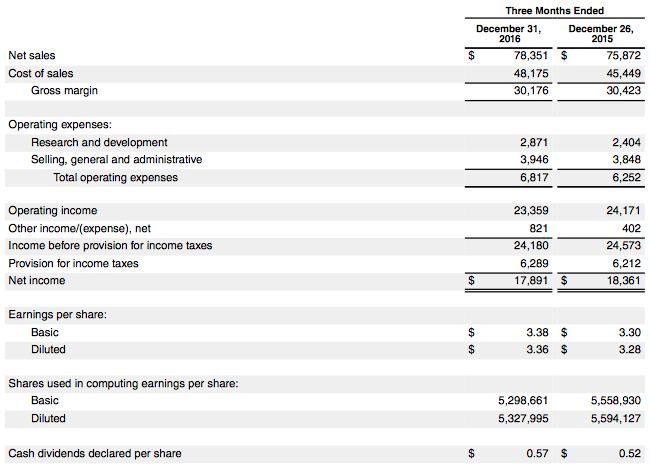 Three Months Ended
December 31, 2016 December 26, 2015
Net sales $ 78,351 $ 75,872
Cost of sales 48,175 45,449
Gross margin 30,176 30,423
Operating expenses:
Research and development 2,871 2,404
Selling, general and administrative 3,946 3,848
Total operating expenses 6,817 6,252
Operating income 23,359 24,171
Other income/(expense), net 821 402
Income before provision for income taxes 24,180 24,573
Provision for income taxes 6,289 6,212
Net income $ 17,891 $ 18,361
Earnings per share:
Basic $ 3.38 $ 3.30
Diluted $ 3.36 $ 3.28
Shares used in computing earnings per share:
Basic 5,298,661 5,558,930
Diluted 5,327,995 5,594,127
Cash dividends declared per share $ 0.57 $ 0.52